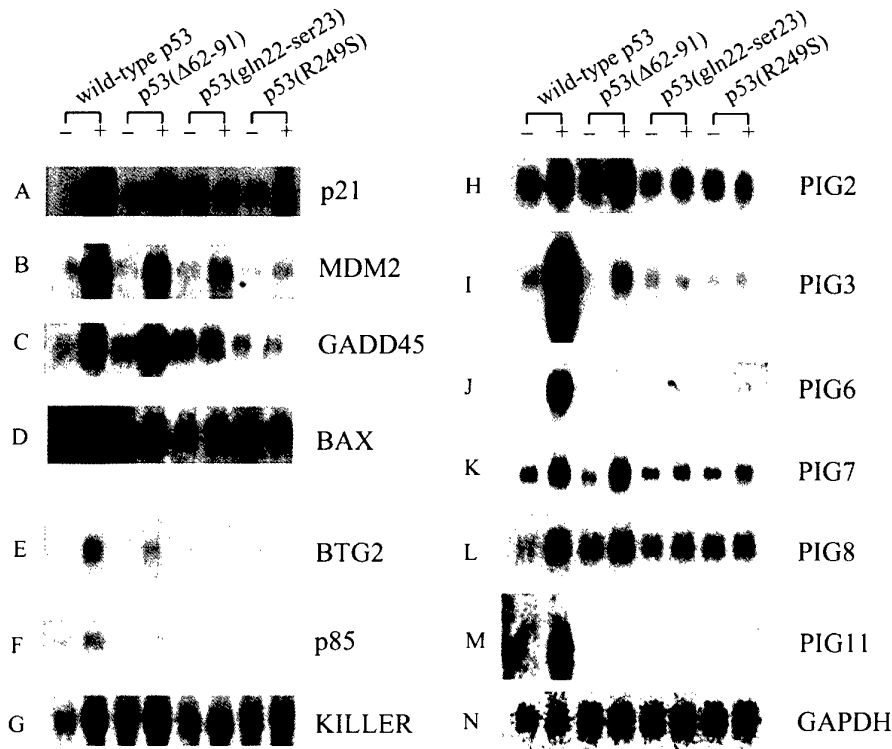 wild-type p53
p53(Δ62-91)
p53(gln22-ser23)
p53(R249S)
− + − + − + − +
A p21
B MDM2
C GADD45
D BAX
E BTG2
F p85
G KILLER
wild-type p53
p53(Δ62-91)
p53(gln22-ser23)
p53(R249S)
− + − + − + − +
H PIG2
I PIG3
J PIG6
K PIG7
L PIG8
M PIG11
N GAPDH